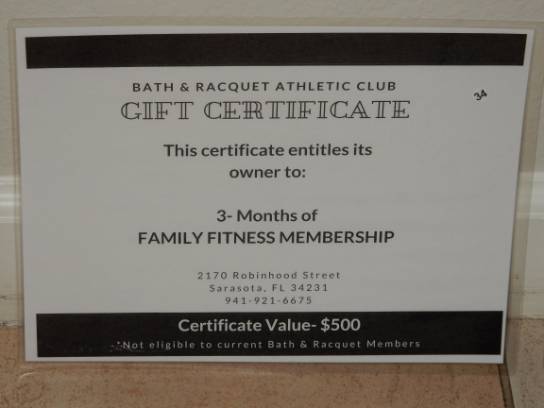 BATH & RACQUET ATHLETIC CLUB
34
GIFT CERTIFICATE
This certificate entitles its
owner to:
3- Months of
FAMILY FITNESS MEMBERSHIP
2170 Robinhood Street
Sarasota, FL 34231
941-921-6675
Certificate Value- $500
*Not eligible to current Bath & Racquet Members